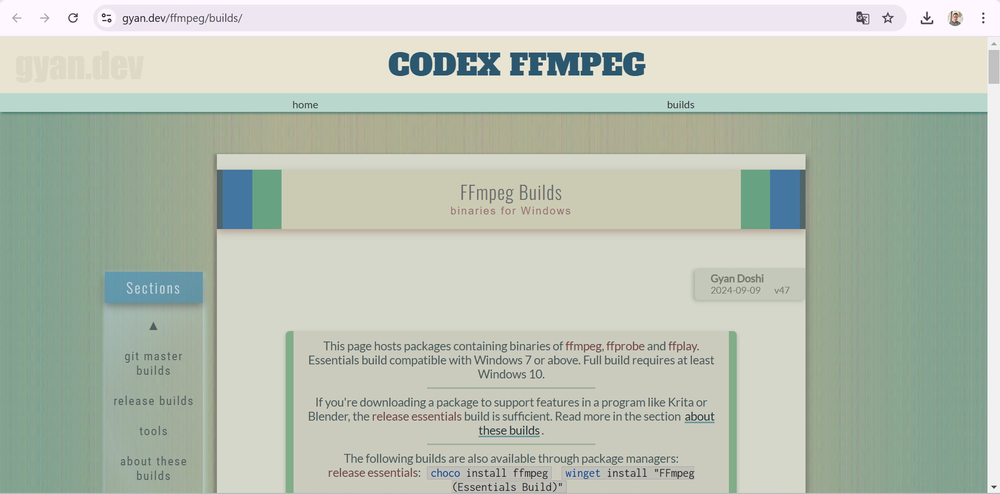 gyan.dev/ffmpeg/builds/
gyan.dev
CODEX FFMPEG
home
builds
FFmpeg Builds
binaries for Windows
Gyan Doshi
2024-09-09 v47
Sections
▲
git master
builds
release builds
tools
about these
builds
This page hosts packages containing binaries of ffmpeg, ffprobe and ffplay.
Essentials build compatible with Windows 7 or above. Full build requires at least
Windows 10.
If you're downloading a package to support features in a program like Krita or
Blender, the release essentials build is sufficient. Read more in the section about
these builds.
The following builds are also available through package managers:
release essentials: choco install ffmpeg winget install "FFmpeg
(Essentials Build)"